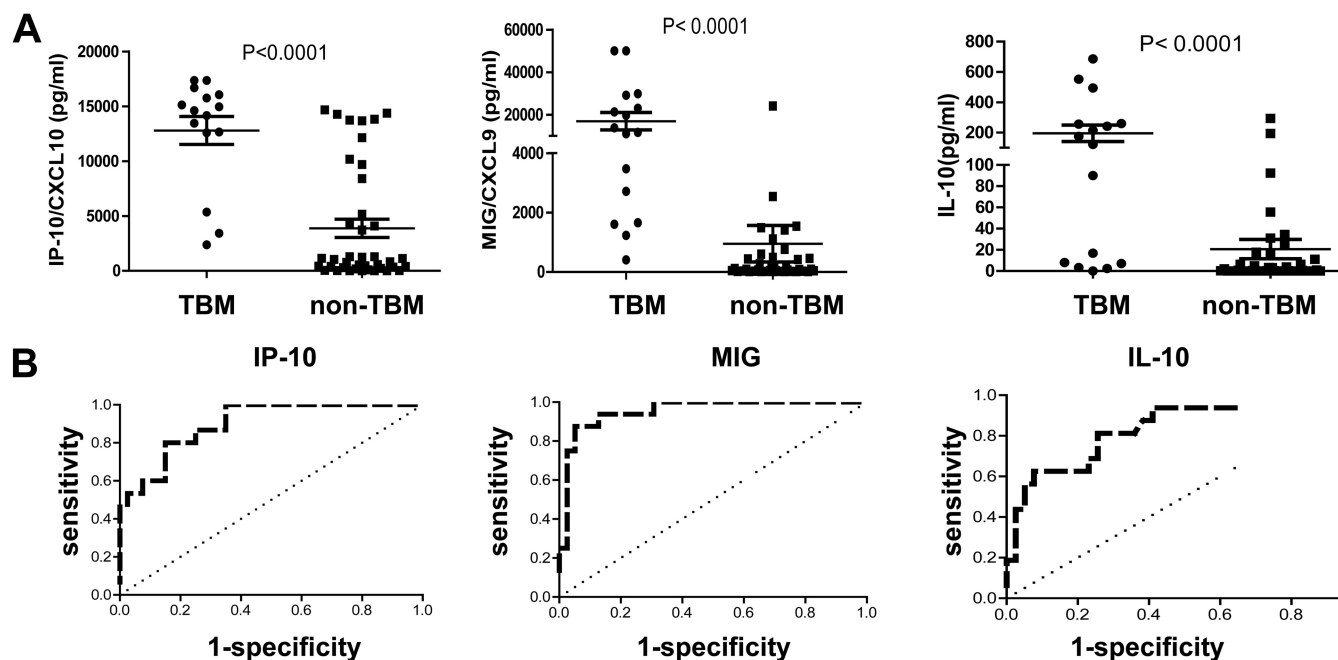 A
P<0.0001
IP-10/CXCL10 (pg/ml)
20000
15000
10000
5000
0
TBM non-TBM
P< 0.0001
MIG/CXCL9 (pg/ml)
60000
40000
20000
4000
2000
0
TBM non-TBM
P< 0.0001
IL-10(pg/ml)
800
600
400
200
100
80
60
40
20
0
TBM non-TBM
B
IP-10
sensitivity
1.0
0.8
0.6
0.4
0.2
0.0
0.0 0.2 0.4 0.6 0.8 1.0
1-specificity
MIG
sensitivity
1.0
0.8
0.6
0.4
0.2
0.0
0.0 0.2 0.4 0.6 0.8 1.0
1-specificity
IL-10
sensitivity
1.0
0.8
0.6
0.4
0.2
0.0
0.0 0.2 0.4 0.6 0.8
1-specificity